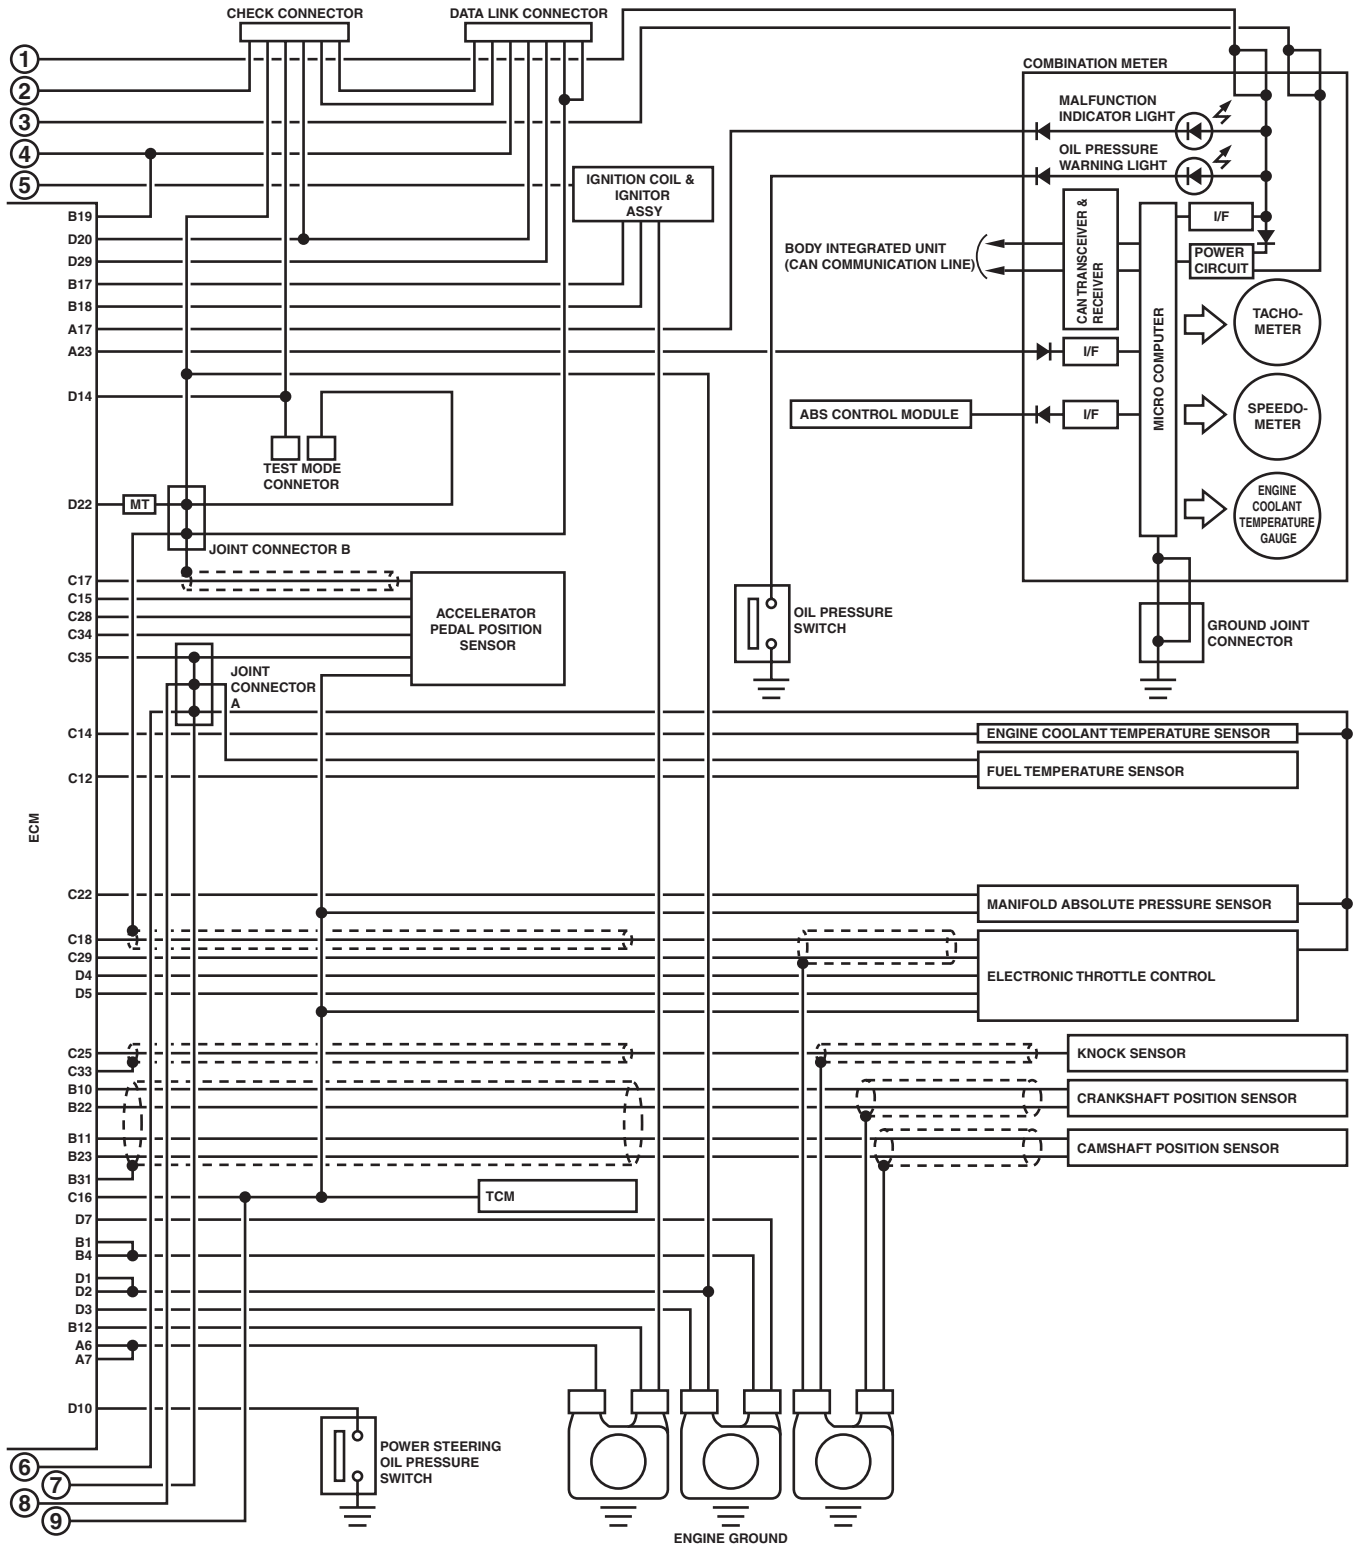 CHECK CONNECTOR
DATA LINK CONNECTOR
1
2
3
4
5
COMBINATION METER
MALFUNCTION
INDICATOR LIGHT
OIL PRESSURE
WARNING LIGHT
IGNITION COIL &
IGNITOR
ASSY
I/F
POWER
CIRCUIT
CAN TRANSCEIVER &
RECEIVER
BODY INTEGRATED UNIT
(CAN COMMUNICATION LINE)
MICRO COMPUTER
TACHO-
METER
I/F
ABS CONTROL MODULE
I/F
SPEEDO-
METER
ENGINE
COOLANT
TEMPERATURE
GAUGE
B19
D20
D29
B17
B18
A17
A23
D14
TEST MODE
CONNETOR
D22
MT
JOINT CONNECTOR B
C17
C15
C28
C34
C35
ACCELERATOR
PEDAL POSITION
SENSOR
OIL PRESSURE
SWITCH
GROUND JOINT
CONNECTOR
JOINT
CONNECTOR
A
C14
ENGINE COOLANT TEMPERATURE SENSOR
C12
FUEL TEMPERATURE SENSOR
ECM
C22
MANIFOLD ABSOLUTE PRESSURE SENSOR
C18
C29
D4
D5
ELECTRONIC THROTTLE CONTROL
C25
C33
KNOCK SENSOR
B10
B22
CRANKSHAFT POSITION SENSOR
B11
B23
CAMSHAFT POSITION SENSOR
B31
C16
TCM
D7
B1
B4
D1
D2
D3
B12
A6
A7
D10
POWER STEERING
OIL PRESSURE
SWITCH
6
7
8
9
ENGINE GROUND